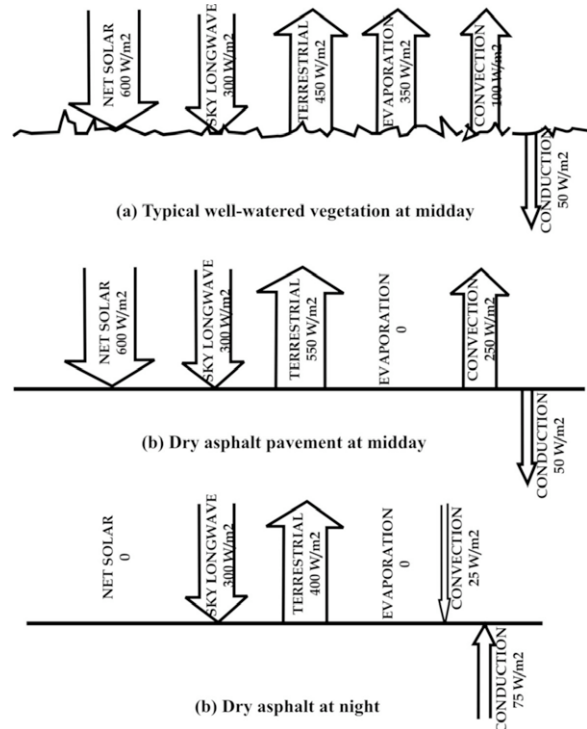 NET SOLAR
600 W/m2
SKY LONGWAVE
300 W/m2
TERRESTRIAL
450 W/m2
EVAPORATION
350 W/m2
CONVECTION
100 W/m2
CONDUCTION
50 W/m2
(a) Typical well-watered vegetation at midday
NET SOLAR
600 W/m2
SKY LONGWAVE
300 W/m2
TERRESTRIAL
550 W/m2
EVAPORATION
0
CONVECTION
250 W/m2
CONDUCTION
50 W/m2
(b) Dry asphalt pavement at midday
NET SOLAR
0
SKY LONGWAVE
300 W/m2
TERRESTRIAL
400 W/m2
EVAPORATION
0
CONVECTION
25 W/m2
CONDUCTION
75 W/m2
(b) Dry asphalt at night